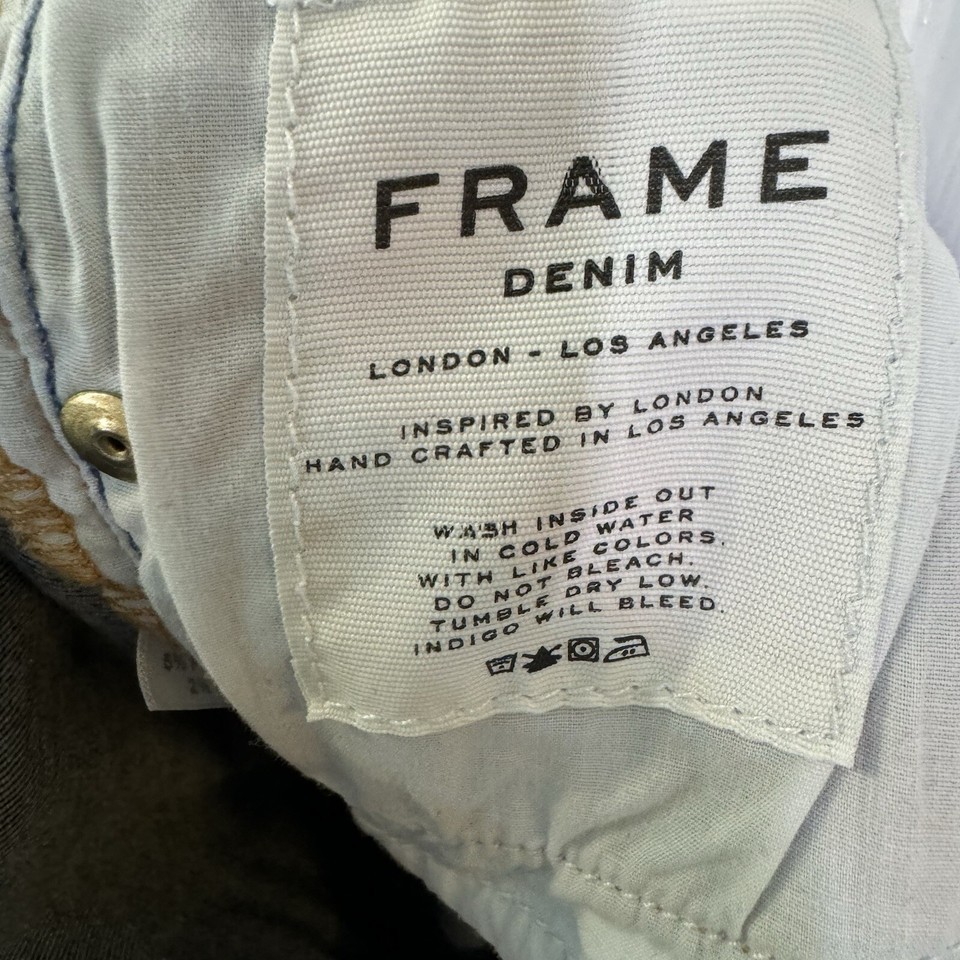 FRAME
DENIM
LONDON - LOS ANGELES
INSPIRED BY LONDON
HAND CRAFTED IN LOS ANGELES
WASH INSIDE OUT
IN COLD WATER
WITH LIKE COLORS.
DO NOT BLEACH.
TUMBLE DRY LOW.
INDIGO WILL BLEED.